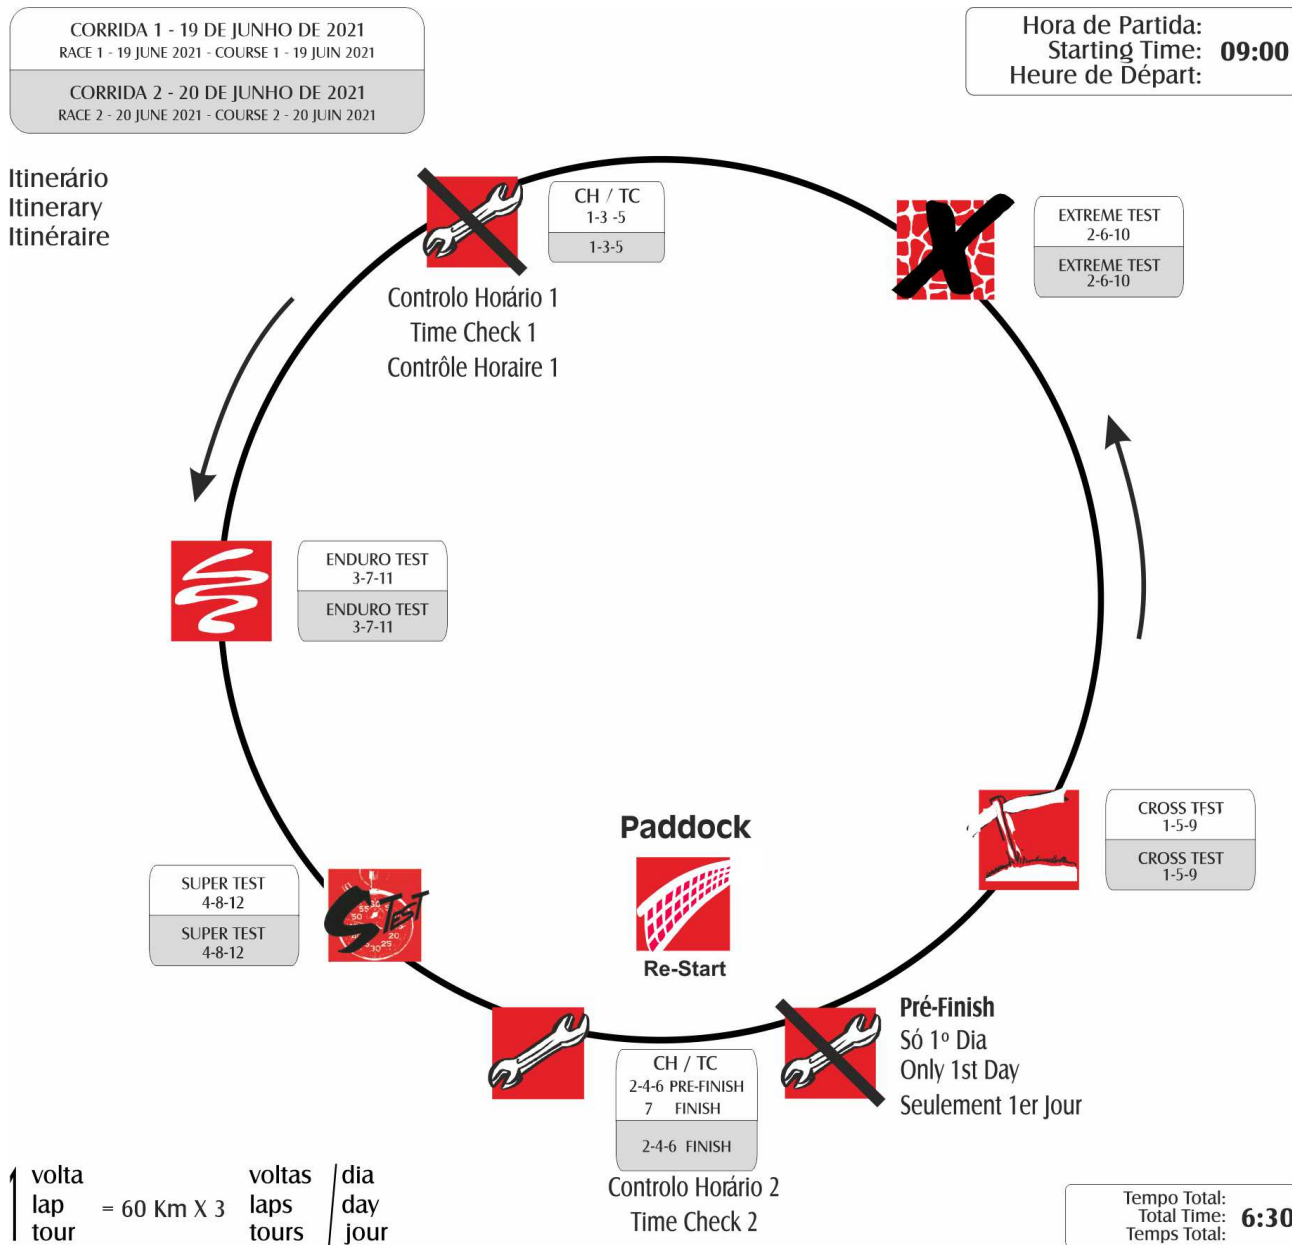 CORRIDA 1 - 19 DE JUNHO DE 2021
RACE 1 - 19 JUNE 2021 - COURSE 1 - 19 JUIN 2021
CORRIDA 2 - 20 DE JUNHO DE 2021
RACE 2 - 20 JUNE 2021 - COURSE 2 - 20 JUIN 2021
Hora de Partida:
Starting Time: 09:00
Heure de Départ:
Itinerário
Itinerary
Itinéraire
CH / TC
1-3 -5
1-3-5
Controlo Horário 1
Time Check 1
Contrôle Horaire 1
X
EXTREME TEST
2-6-10
EXTREME TEST
2-6-10
ENDURO TEST
3-7-11
ENDURO TEST
3-7-11
CROSS TEST
1-5-9
CROSS TEST
1-5-9
SUPER TEST
4-8-12
SUPER TEST
4-8-12
S TEST
Paddock
Re-Start
Pré-Finish
Só 1º Dia
Only 1st Day
Seulement 1er Jour
CH / TC
2-4-6 PRE-FINISH
7 FINISH
2-4-6 FINISH
Controlo Horário 2
Time Check 2
volta voltas / dia
lap = 60 Km X 3 laps day
tour tours jour
Tempo Total:
Total Time: 6:30
Temps Total: